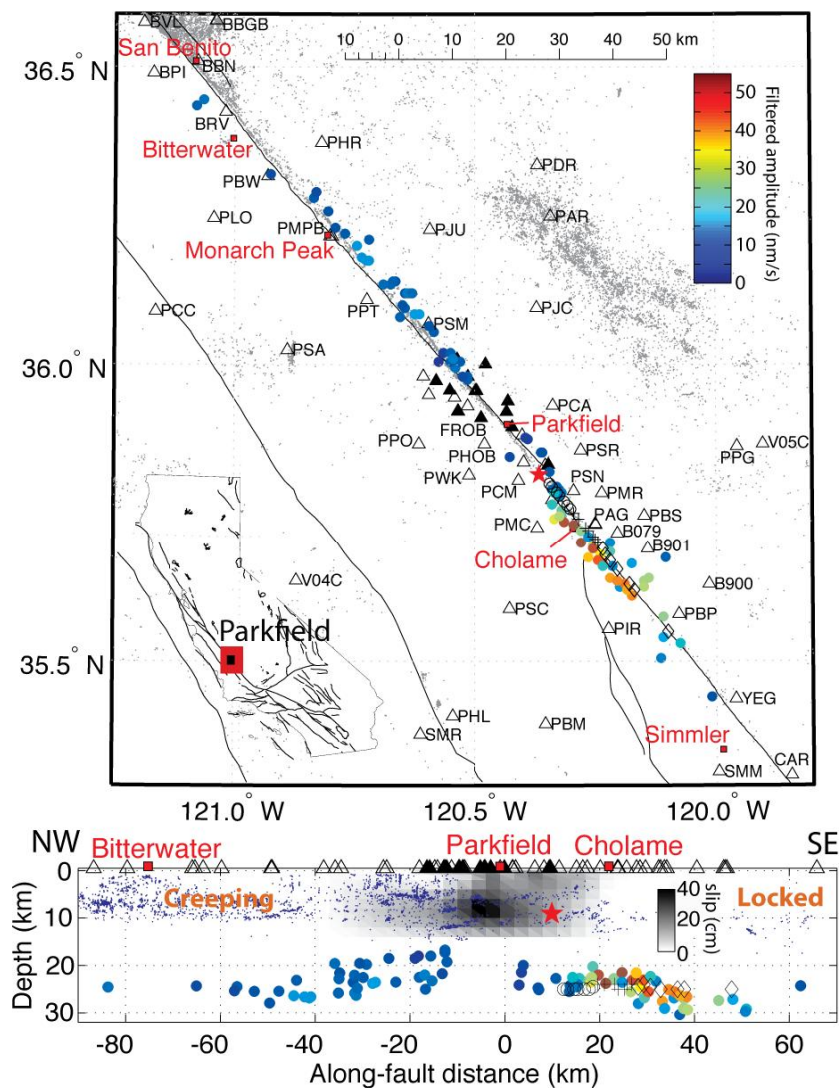 BVL BBGB
San Benito
BBN
BPI
10 0 10 20 30 40 50 km
36.5° N
BRV
PHR
Bitterwater
PDR
PBW
PLO
PAR
PMPB
PJU
Monarch Peak
50
40
30
20
10
0
Filtered amplitude (nm/s)
PCC
PPT
PJC
PSM
PSA
36.0° N
PCA
Parkfield
FROB
PPO
PSR
PPG
V05C
PHOB
PWK
PSN
PCM
PMR
PAG
PBS
PMC
B079
B901
Cholame
V04C
B900
PSC
PBP
Parkfield
PIR
35.5° N
YEG
PHL
PBM
SMR
Simmler
CAR
SMM
121.0° W 120.5° W 120.0° W
NW Bitterwater Parkfield Cholame SE
0
10
20
30
Depth (km)
Creeping
40
20
0
slip (cm)
Locked
-80 -60 -40 -20 0 20 40 60
Along-fault distance (km)